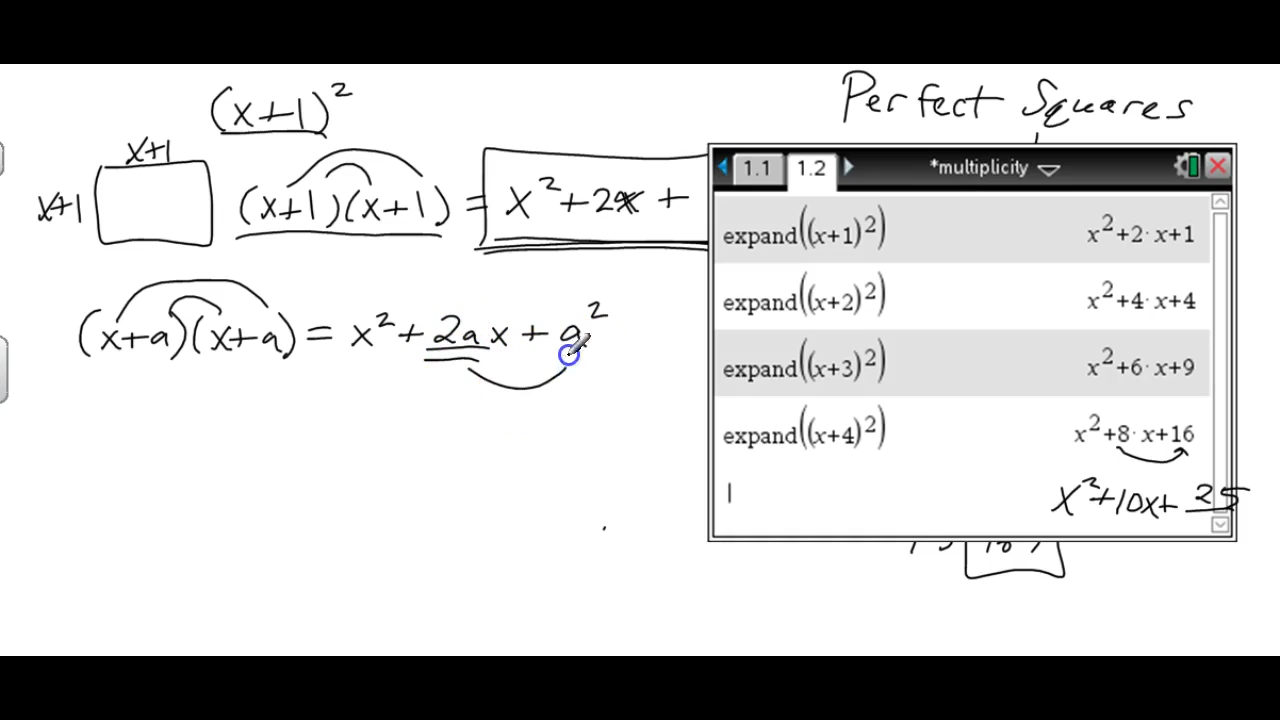 (x+1)²
Perfect Squares
x+1
x+1
(x+1)(x+1) = x²+2x +
1.1 1.2 *multiplicity
expand((x+1)²) x²+2·x+1
expand((x+2)²) x²+4·x+4
expand((x+3)²) x²+6·x+9
expand((x+4)²) x²+8·x+16
x²+10x+ 25
(x+a)(x+a) = x² + 2ax + a²